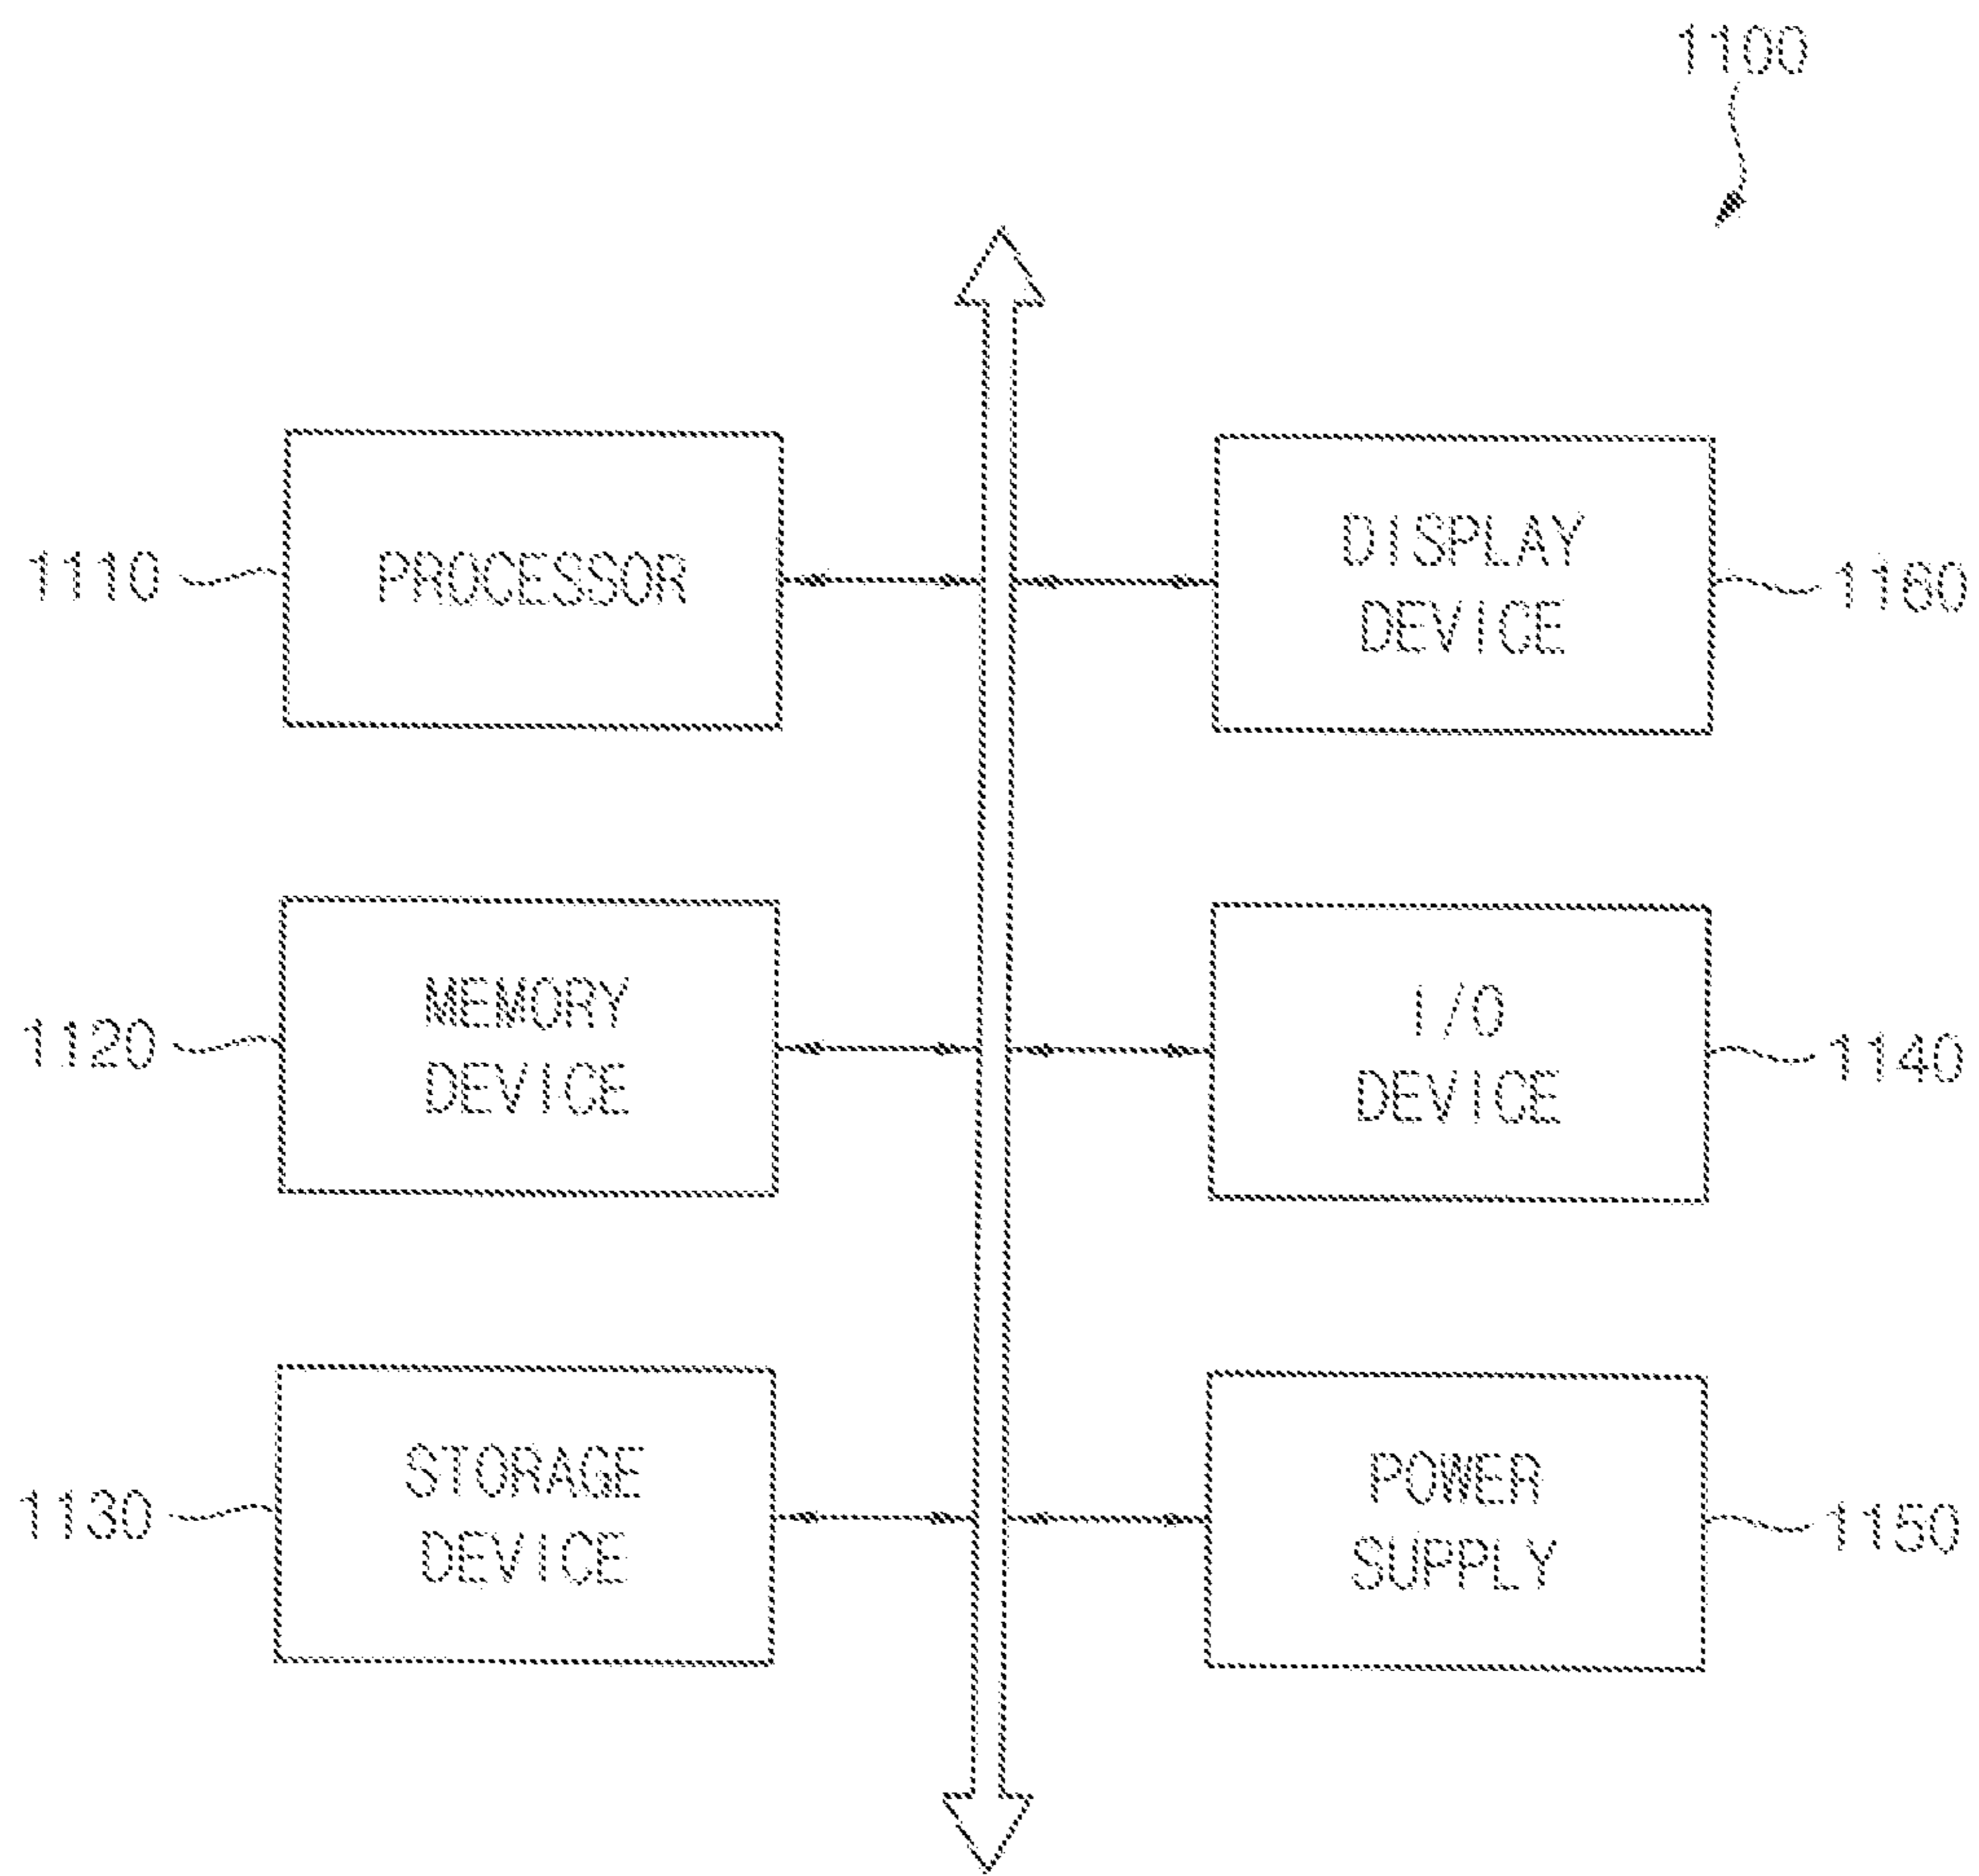 1100
1110
PROCESSOR
DISPLAY
DEVICE
1160
1120
MEMORY
DEVICE
I/O
DEVICE
1140
1130
STORAGE
DEVICE
POWER
SUPPLY
1150